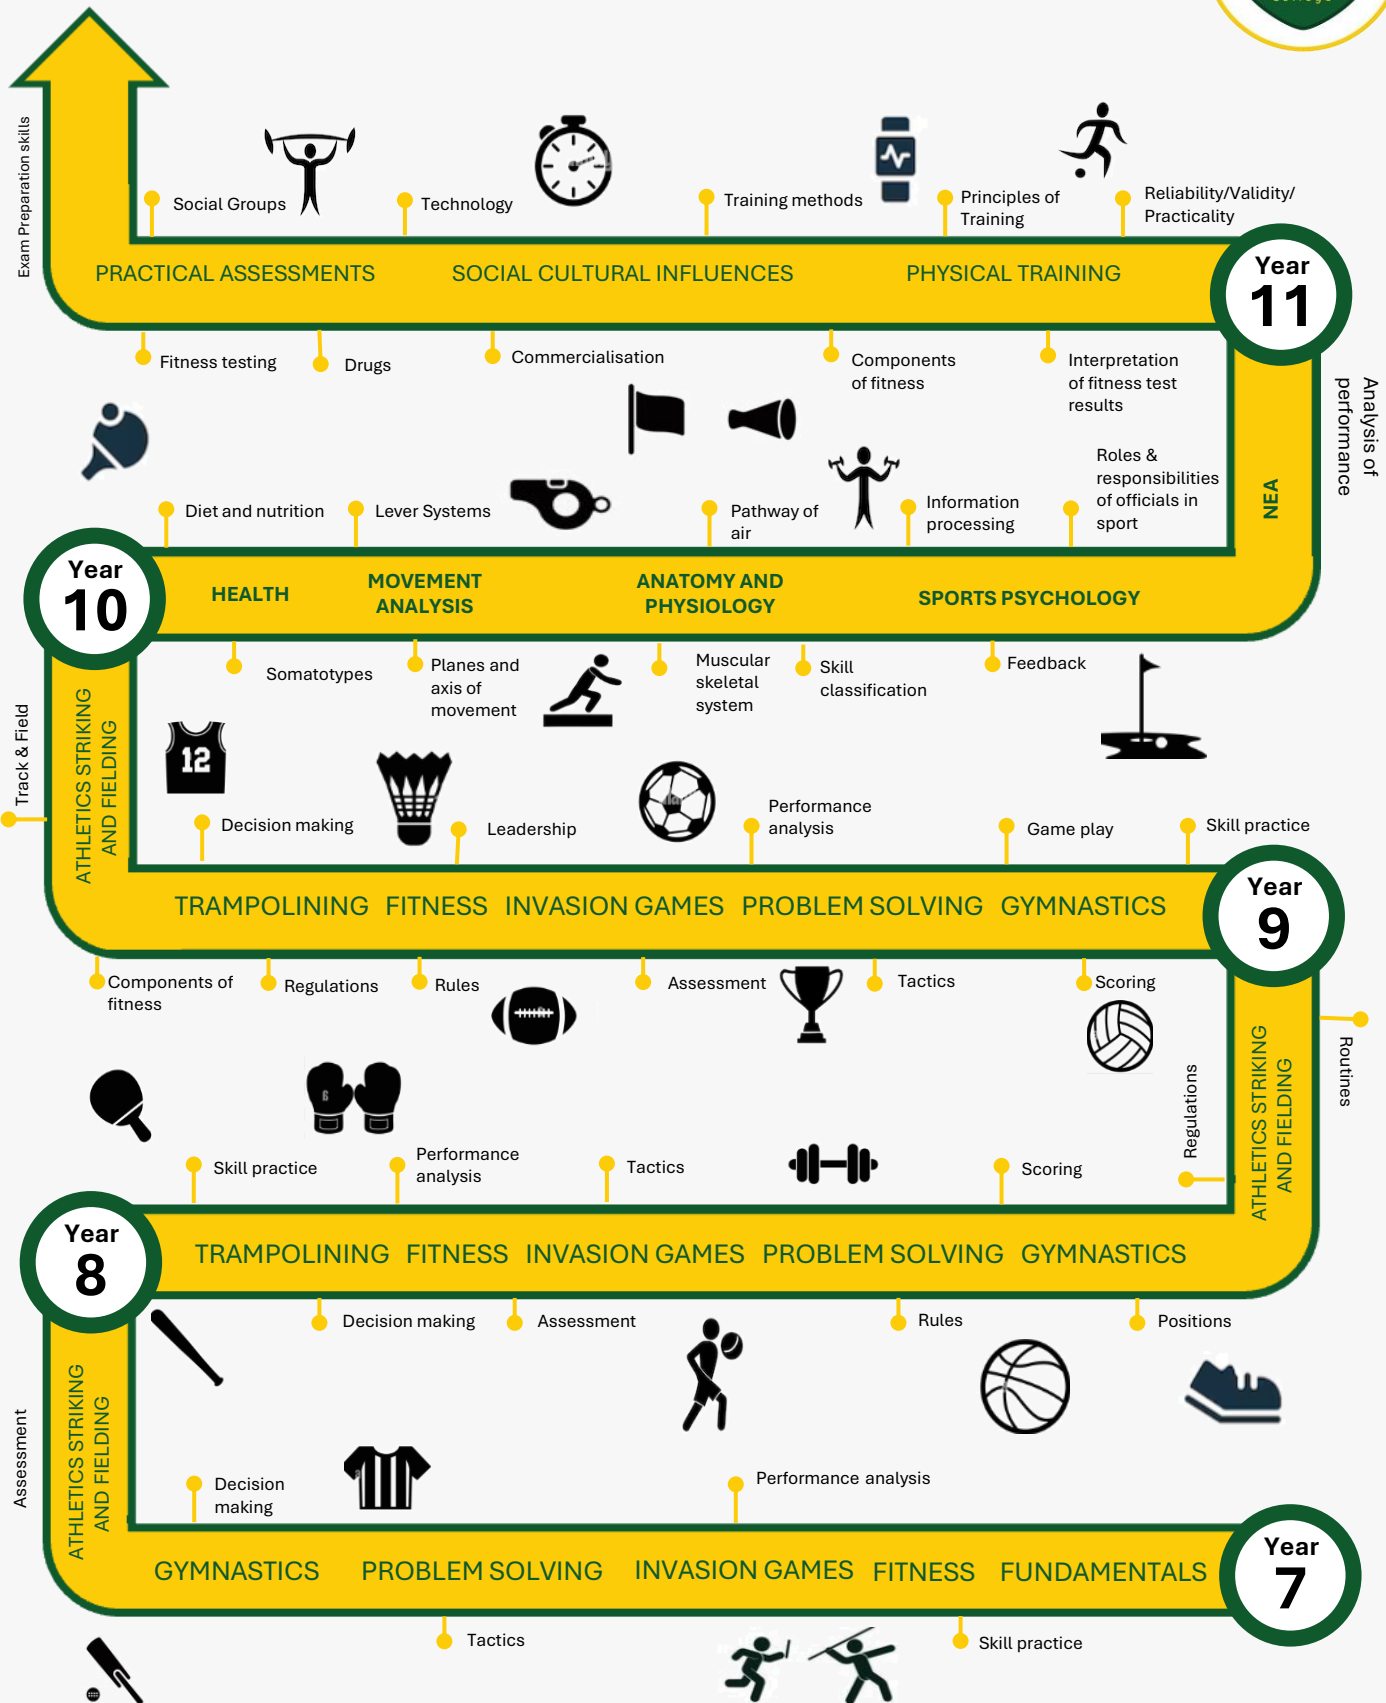 Exam Preparation skills
Social Groups
Technology
Training methods
Principles of
Training
Reliability/Validity/
Practicality
PRACTICAL ASSESSMENTS
SOCIAL CULTURAL INFLUENCES
PHYSICAL TRAINING
Year
11
Fitness testing
Drugs
Commercialisation
Components
of fitness
Interpretation
of fitness test
results
Analysis of
performance
NEA
Diet and nutrition
Lever Systems
Pathway of
air
Information
processing
Roles &
responsibilities
of officials in
sport
Year
10
HEALTH
MOVEMENT
ANALYSIS
ANATOMY AND
PHYSIOLOGY
SPORTS PSYCHOLOGY
Somatotypes
Planes and
axis of
movement
Muscular
skeletal
system
Skill
classification
Feedback
Track & Field
ATHLETICS STRIKING
AND FIELDING
12
Decision making
Leadership
Performance
analysis
Game play
Skill practice
TRAMPOLINING FITNESS INVASION GAMES PROBLEM SOLVING GYMNASTICS
Year
9
Components of
fitness
Regulations
Rules
Assessment
Tactics
Scoring
Routines
Regulations
ATHLETICS STRIKING
AND FIELDING
Skill practice
Performance
analysis
Tactics
Scoring
Year
8
TRAMPOLINING FITNESS INVASION GAMES PROBLEM SOLVING GYMNASTICS
Decision making
Assessment
Rules
Positions
Assessment
ATHLETICS STRIKING
AND FIELDING
Decision
making
Performance analysis
GYMNASTICS PROBLEM SOLVING INVASION GAMES FITNESS FUNDAMENTALS
Year
7
Tactics
Skill practice